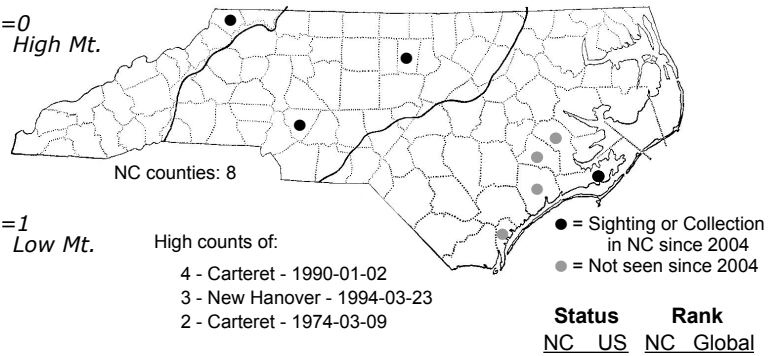 =0
High Mt.
NC counties: 8
=1
Low Mt.
High counts of:
4 - Carteret - 1990-01-02
3 - New Hanover - 1994-03-23
2 - Carteret - 1974-03-09
= Sighting or Collection
in NC since 2004
= Not seen since 2004
Status Rank
NC US NC Global